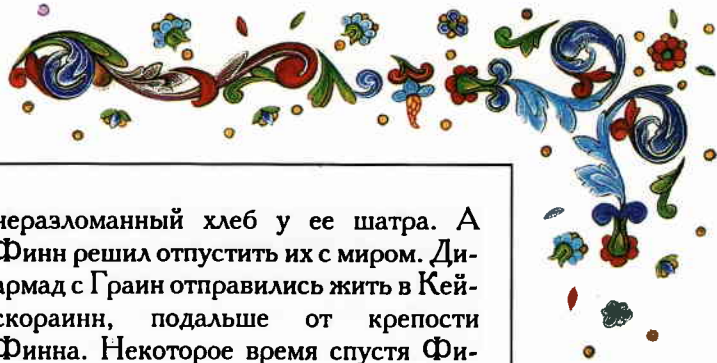 неразломанный хлеб у ее шатра. А
Финн решил отпустить их с миром. Ди-
армад с Граин отправились жить в Кей-
скораинн, подальше от крепости
Финна. Некоторое время спустя Фи-